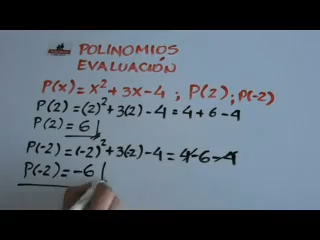 POLINOMIOS
EVALUACIÓN
P(x) = x² + 3x - 4 ; P(2) ; P(-2)
P(2) = (2)² + 3(2) - 4 = 4 + 6 - 4
P(2) = 6
P(-2) = (-2)² + 3(-2) - 4 = 4 - 6 - 4
P(-2) = -6